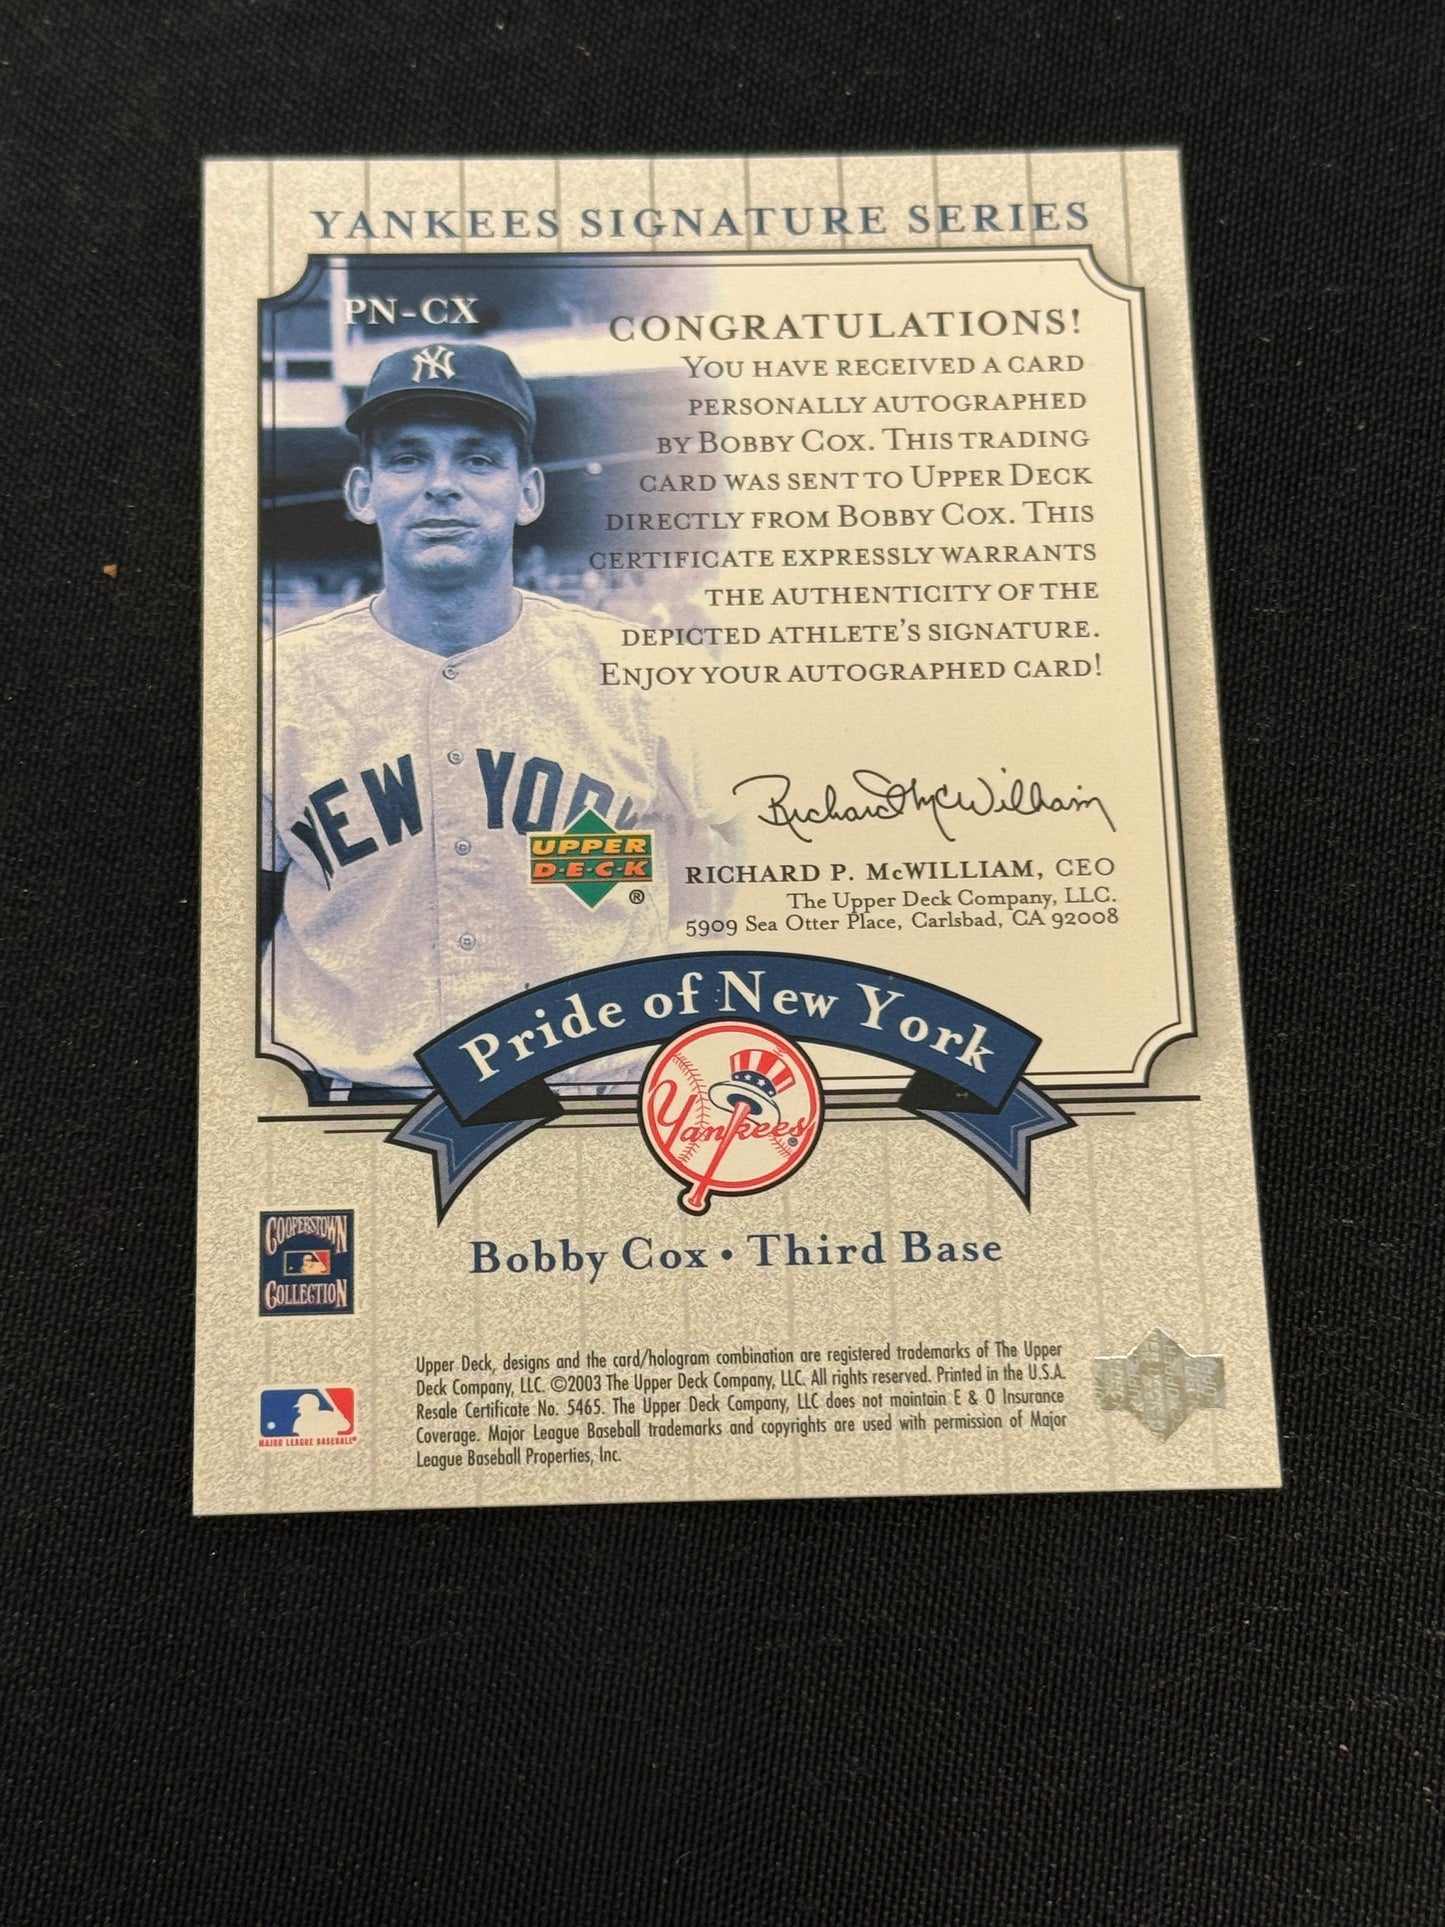 YANKEES SIGNATURE SERIES
PN-CX
NY
CONGRATULATIONS!
YOU HAVE RECEIVED A CARD
PERSONALLY AUTOGRAPHED
BY BOBBY COX. THIS TRADING
CARD WAS SENT TO UPPER DECK
DIRECTLY FROM BOBBY COX. THIS
CERTIFICATE EXPRESSLY WARRANTS
THE AUTHENTICITY OF THE
DEPICTED ATHLETE'S SIGNATURE.
ENJOY YOUR AUTOGRAPHED CARD!
NEW YORK
UPPER
D·E·C·K
®
Richard McWilliam
RICHARD P. McWILLIAM, CEO
The Upper Deck Company, LLC.
5909 Sea Otter Place, Carlsbad, CA 92008
Pride of New York
Yankees®
Bobby Cox • Third Base
COOPERSTOWN
COLLECTION
Upper Deck, designs and the card/hologram combination are registered trademarks of The Upper
Deck Company, LLC. ©2003 The Upper Deck Company, LLC. All rights reserved. Printed in the U.S.A.
Resale Certificate No. 5465. The Upper Deck Company, LLC does not maintain E & O Insurance
Coverage. Major League Baseball trademarks and copyrights are used with permission of Major
League Baseball Properties, Inc.
MAJOR LEAGUE BASEBALL®